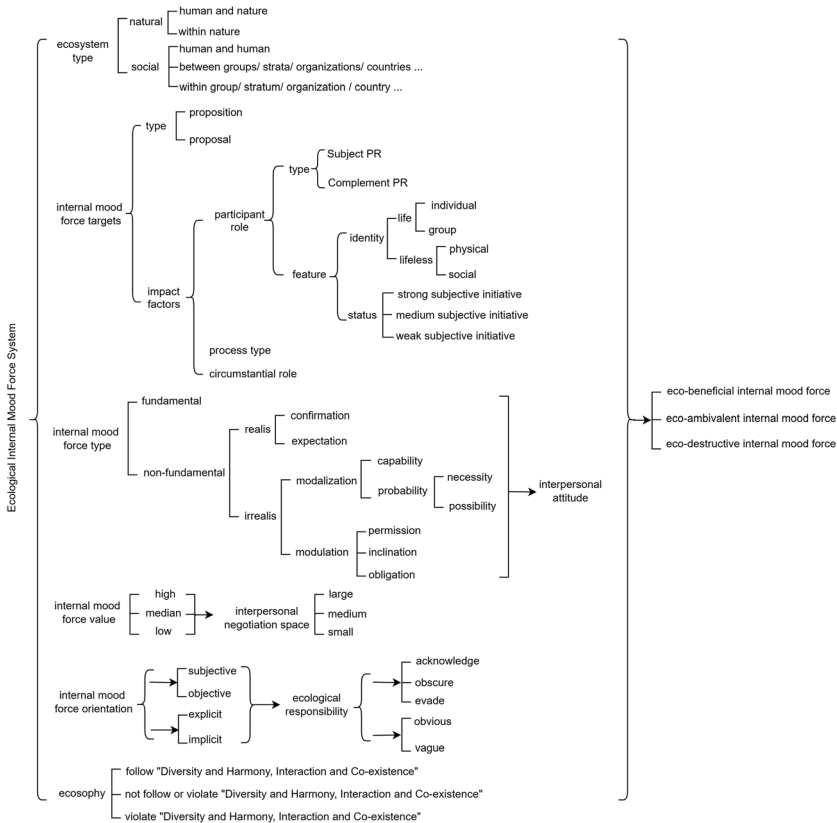 Ecological Internal Mood Force System
ecosystem
type
natural
human and nature
within nature
social
human and human
between groups/ strata/ organizations/ countries ...
within group/ stratum/ organization / country ...
internal mood
force targets
type
proposition
proposal
impact
factors
participant
role
type
Subject PR
Complement PR
feature
identity
life
individual
group
lifeless
physical
social
status
strong subjective initiative
medium subjective initiative
weak subjective initiative
process type
circumstantial role
internal mood
force type
fundamental
non-fundamental
realis
confirmation
expectation
irrealis
modalization
capability
probability
necessity
possibility
modulation
permission
inclination
obligation
interpersonal
attitude
internal mood
force value
high
median
low
interpersonal
negotiation space
large
medium
small
internal mood
force orientation
subjective
objective
explicit
implicit
ecological
responsibility
acknowledge
obscure
evade
obvious
vague
ecosophy
follow "Diversity and Harmony, Interaction and Co-existence"
not follow or violate "Diversity and Harmony, Interaction and Co-existence"
violate "Diversity and Harmony, Interaction and Co-existence"
eco-beneficial internal mood force
eco-ambivalent internal mood force
eco-destructive internal mood force